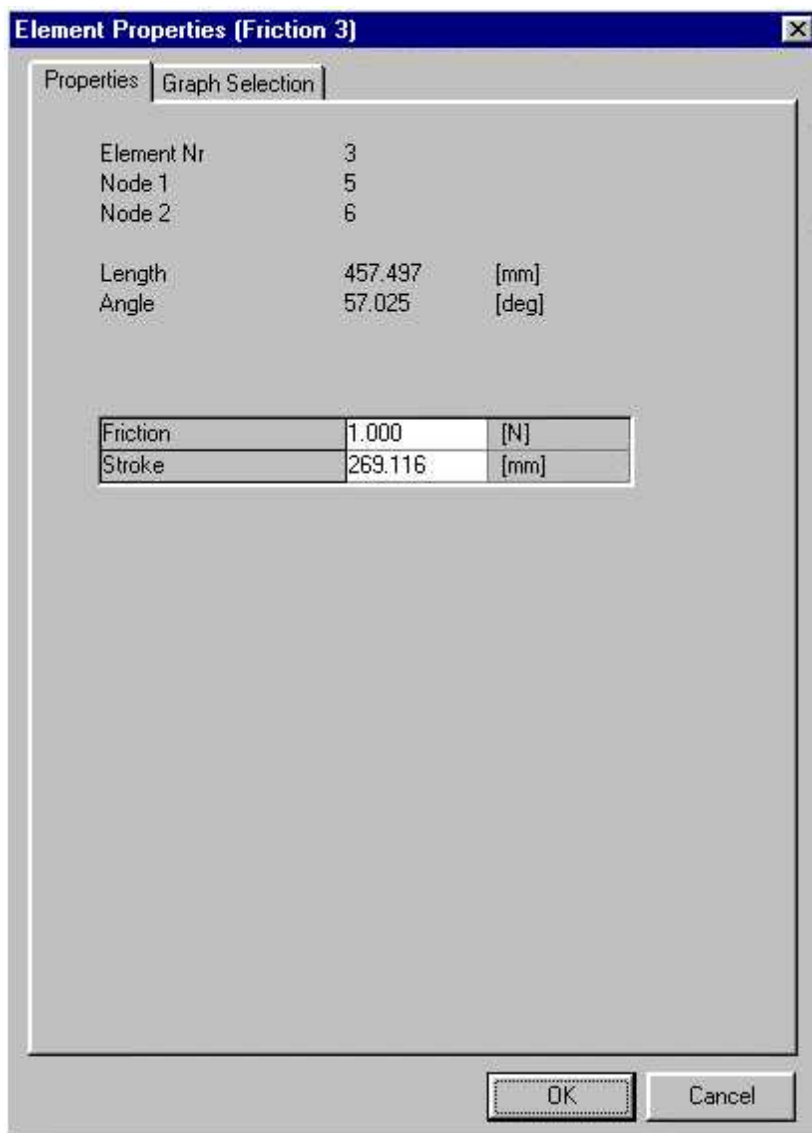 Element Properties (Friction 3)
Properties Graph Selection
Element Nr 3
Node 1 5
Node 2 6
Length 457.497 [mm]
Angle 57.025 [deg]
Friction 1.000 [N]
Stroke 269.116 [mm]
OK Cancel